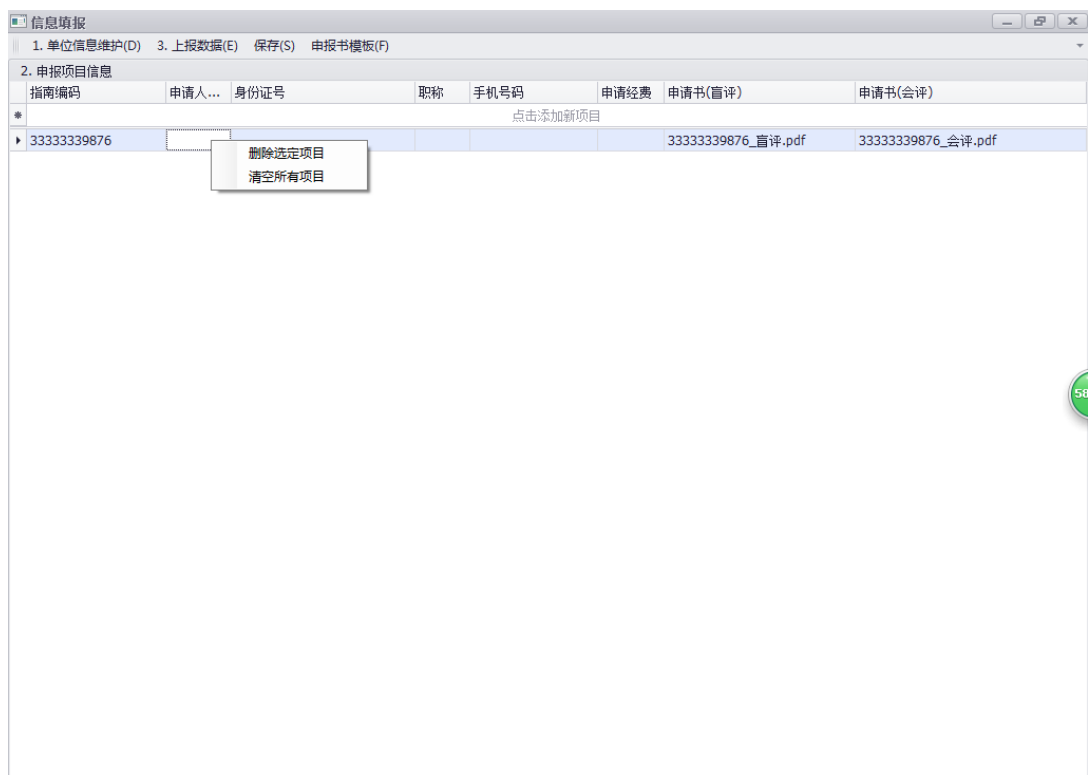 信息填报
1. 单位信息维护(D) 3. 上报数据(E) 保存(S) 申报书模板(F)
2. 申报项目信息
指南编码 申请人... 身份证号 职称 手机号码 申请经费 申请书(盲评) 申请书(会评)
点击添加新项目
33333339876 33333339876_盲评.pdf 33333339876_会评.pdf
删除选定项目
清空所有项目
58